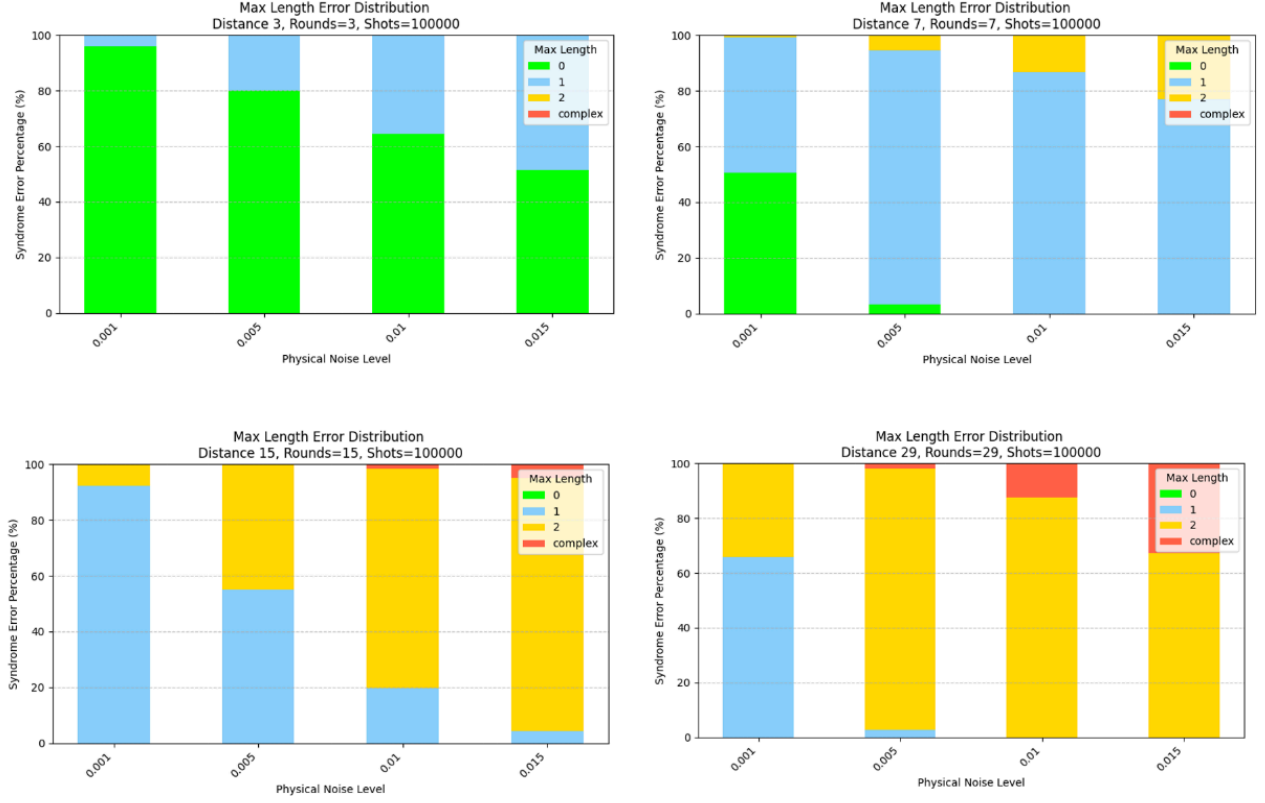 Max Length Error Distribution
Distance 3, Rounds=3, Shots=100000
Syndrome Error Percentage (%)
100
80
60
40
20
0
Max Length
0
1
2
complex
0.001
0.005
0.01
0.015
Physical Noise Level
Max Length Error Distribution
Distance 7, Rounds=7, Shots=100000
Syndrome Error Percentage (%)
100
80
60
40
20
0
Max Length
0
1
2
complex
0.001
0.005
0.01
0.015
Physical Noise Level
Max Length Error Distribution
Distance 15, Rounds=15, Shots=100000
Syndrome Error Percentage (%)
100
80
60
40
20
0
Max Length
0
1
2
complex
0.001
0.005
0.01
0.015
Physical Noise Level
Max Length Error Distribution
Distance 29, Rounds=29, Shots=100000
Syndrome Error Percentage (%)
100
80
60
40
20
0
Max Length
0
1
2
complex
0.001
0.005
0.01
0.015
Physical Noise Level